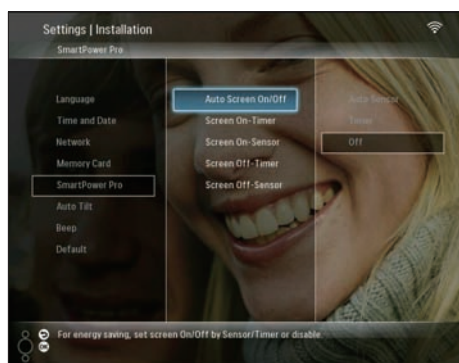 Settings | Installation
SmartPower Pro
Language
Time and Date
Network
Memory Card
SmartPower Pro
Auto Tilt
Beep
Default
Auto Screen On/Off
Screen On-Timer
Screen On-Sensor
Screen Off-Timer
Screen Off-Sensor
Auto Sensor
Timer
Off
For energy saving, set screen On/Off by Sensor/Timer or disable
OK